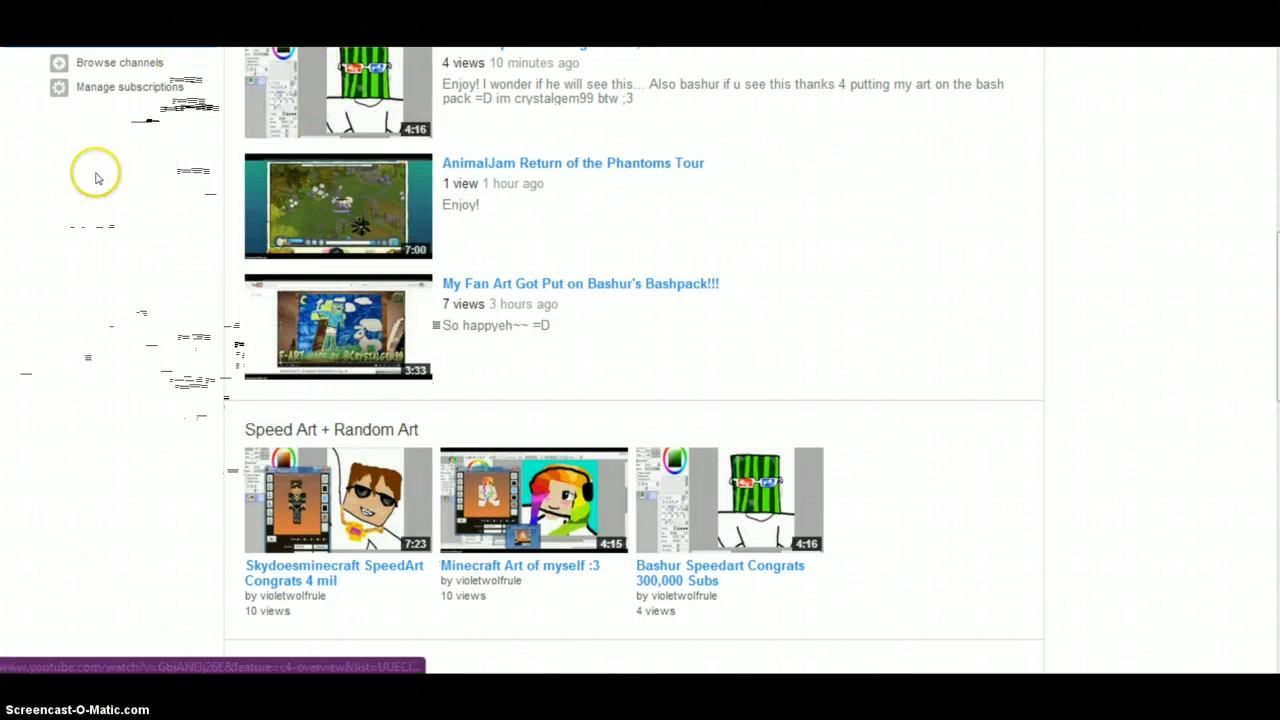 Browse channels
Manage subscriptions
4 views 10 minutes ago
Enjoy! I wonder if he will see this... Also bashur if u see this thanks 4 putting my art on the bash
pack =D im crystalgem99 btw ;3
4:16
AnimalJam Return of the Phantoms Tour
1 view 1 hour ago
Enjoy!
7:00
My Fan Art Got Put on Bashur's Bashpack!!!
7 views 3 hours ago
So happyeh~~ =D
F-ART MADE BY @CRYSTALGEM99
3:33
Speed Art + Random Art
7:23
4:15
4:16
Skydoesminecraft SpeedArt
Congrats 4 mil
by violetwolfrule
10 views
Minecraft Art of myself :3
by violetwolfrule
10 views
Bashur Speedart Congrats
300,000 Subs
by violetwolfrule
4 views
Screencast-O-Matic.com